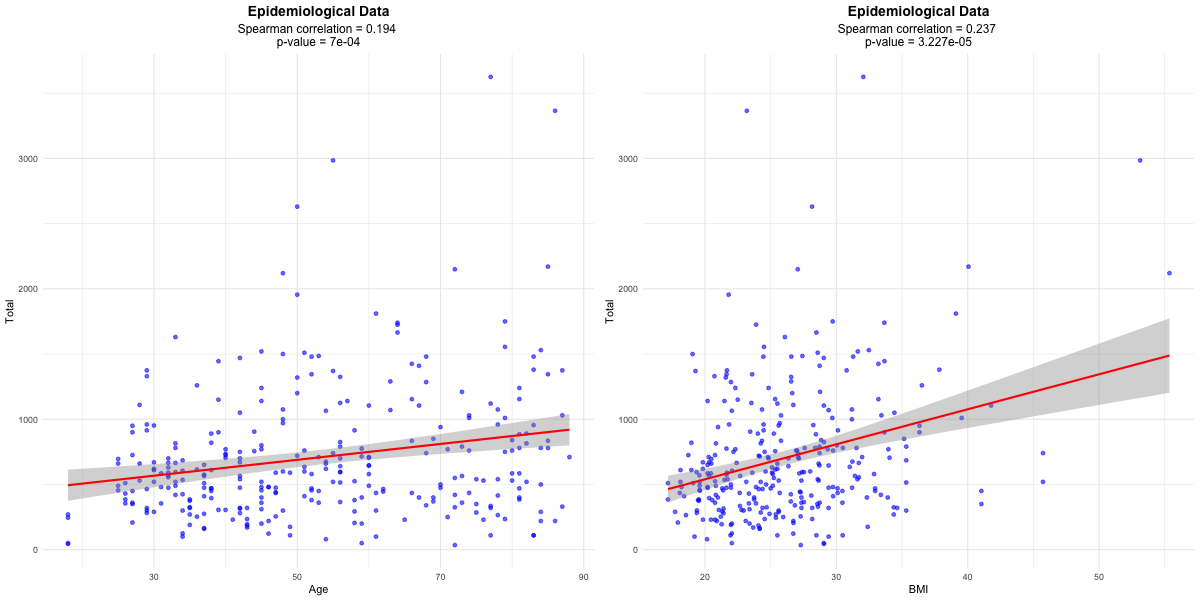 Epidemiological Data
Spearman correlation = 0.194
p-value = 7e-04
3000
2000
1000
0
Total
30 50 70 90
Age
Epidemiological Data
Spearman correlation = 0.237
p-value = 3.227e-05
3000
2000
1000
0
Total
20 30 40 50
BMI